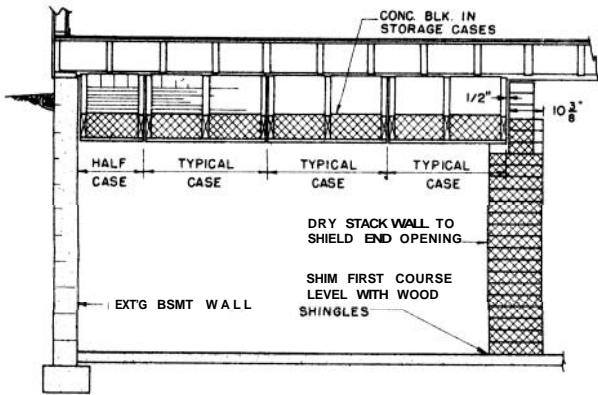 CONC. BLK. IN
STORAGE CASES
1/2"
10 3/8"
HALF
CASE
TYPICAL
CASE
TYPICAL
CASE
TYPICAL
CASE
DRY STACK WALL TO
SHIELD END OPENING
EXT'G BSMT WALL
SHIM FIRST COURSE
LEVEL WITH WOOD
SHINGLES